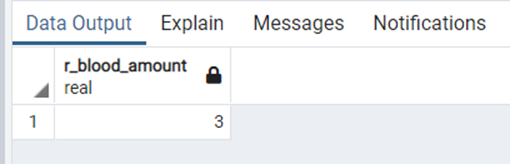 Data Output Explain Messages Notifications
r_blood_amount
real
1 3